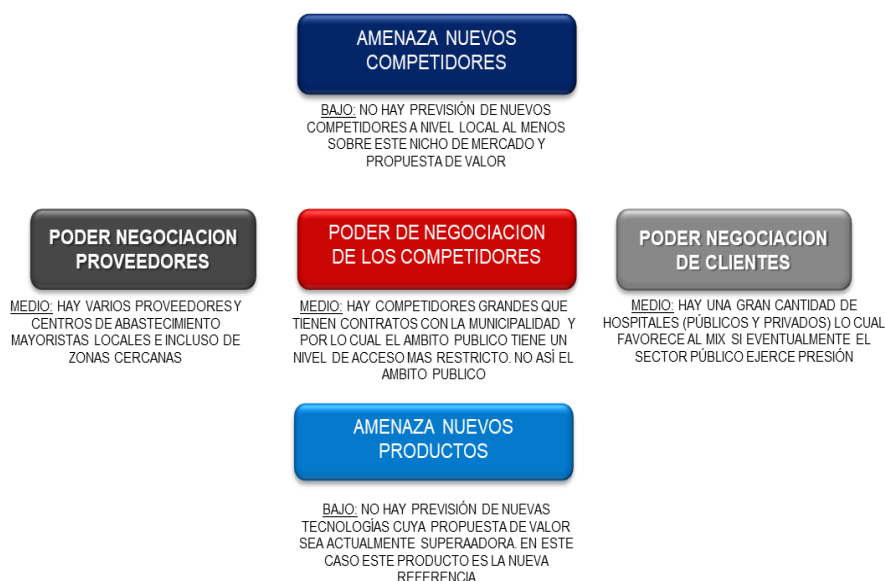 AMENAZA NUEVOS
COMPETIDORES
BAJO: NO HAY PREVISIÓN DE NUEVOS
COMPETIDORES A NIVEL LOCAL AL MENOS
SOBRE ESTE NICHO DE MERCADO Y
PROPUESTA DE VALOR
PODER NEGOCIACION
PROVEEDORES
MEDIO: HAY VARIOS PROVEEDORES Y
CENTROS DE ABASTECIMIENTO
MAYORISTAS LOCALES E INCLUSO DE
ZONAS CERCANAS
PODER DE NEGOCIACION
DE LOS COMPETIDORES
MEDIO: HAY COMPETIDORES GRANDES QUE
TIENEN CONTRATOS CON LA MUNICIPALIDAD Y
POR LO CUAL EL AMBITO PUBLICO TIENE UN
NIVEL DE ACCESO MAS RESTRICTO. NO ASÍ EL
AMBITO PUBLICO
PODER NEGOCIACION
DE CLIENTES
MEDIO: HAY UNA GRAN CANTIDAD DE
HOSPITALES (PÚBLICOS Y PRIVADOS) LO CUAL
FAVORECE AL MIX SI EVENTUALMENTE EL
SECTOR PÚBLICO EJERCE PRESIÓN
AMENAZA NUEVOS
PRODUCTOS
BAJO: NO HAY PREVISIÓN DE NUEVAS
TECNOLOGÍAS CUYA PROPUESTA DE VALOR
SEA ACTUALMENTE SUPERAADORA. EN ESTE
CASO ESTE PRODUCTO ES LA NUEVA
REFERENCIA